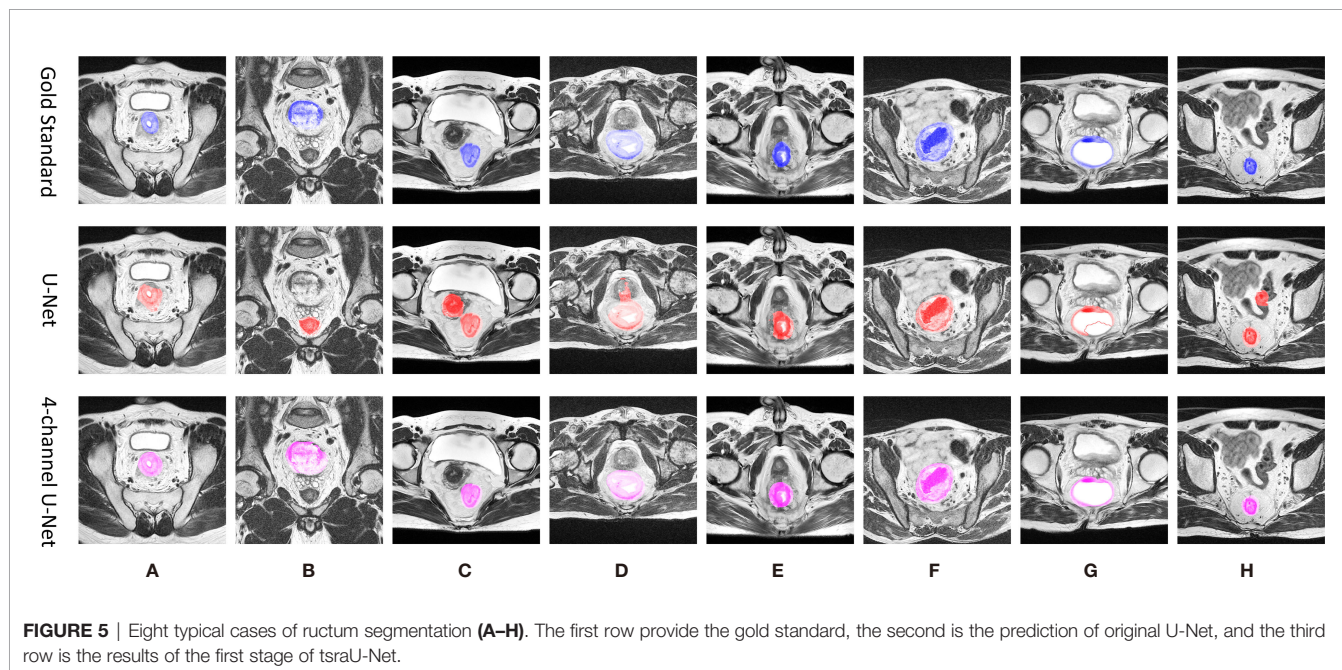 Gold Standard
U-Net
4-channel U-Net
A B C D E F G H
FIGURE 5 | Eight typical cases of ructum segmentation (A–H). The first row provide the gold standard, the second is the prediction of original U-Net, and the third
row is the results of the first stage of tsraU-Net.